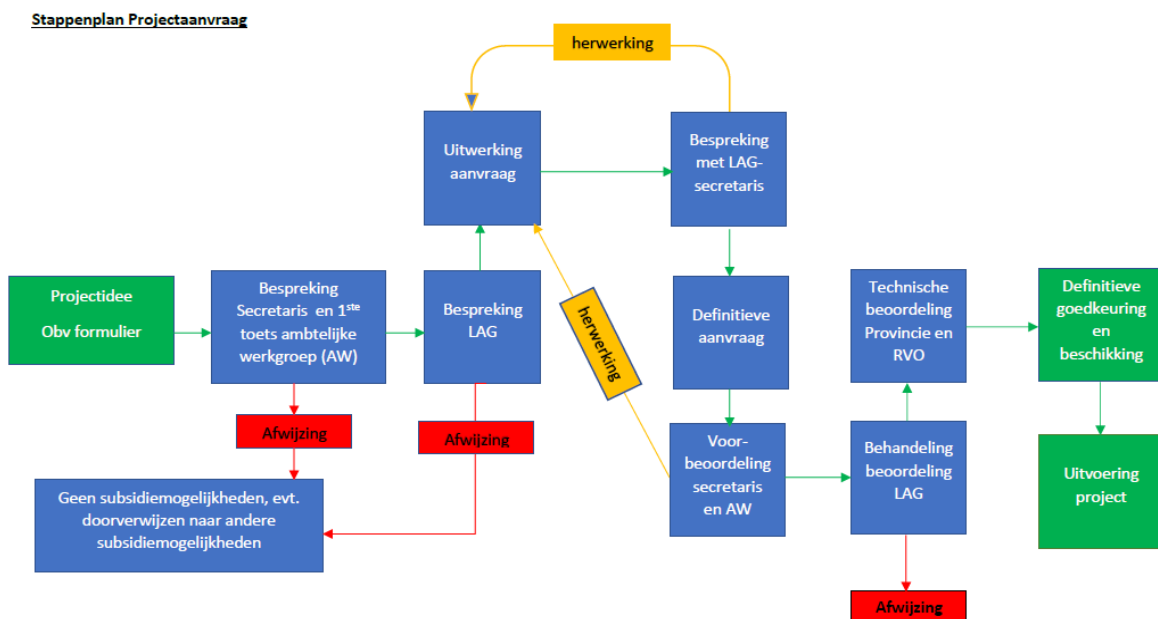 Stappenplan Projectaanvraag
herwerking
Uitwerking
aanvraag
Bespreking
met LAG-
secretaris
Projectidee
Obv formulier
Bespreking
Secretaris en 1ste
toets ambtelijke
werkgroep (AW)
Bespreking
LAG
herwerking
Definitieve
aanvraag
Technische
beoordeling
Provincie en
RVO
Definitieve
goedkeuring
en
beschikking
Afwijzing
Afwijzing
Geen subsidiemogelijkheden, evt.
doorverwijzen naar andere
subsidiemogelijkheden
Voor-
beoordeling
secretaris
en AW
Behandeling
beoordeling
LAG
Uitvoering
project
Afwijzing